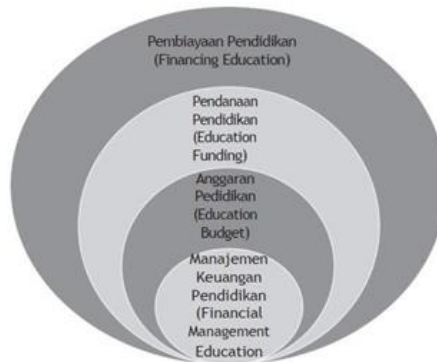 Pembiayaan Pendidikan
(Financing Education)
Pendanaan
Pendidikan
(Education
Funding)
Anggaran
Pedidikan
(Education
Budget)
Manajemen
Keuangan
Pendidikan
(Financial
Management
Education